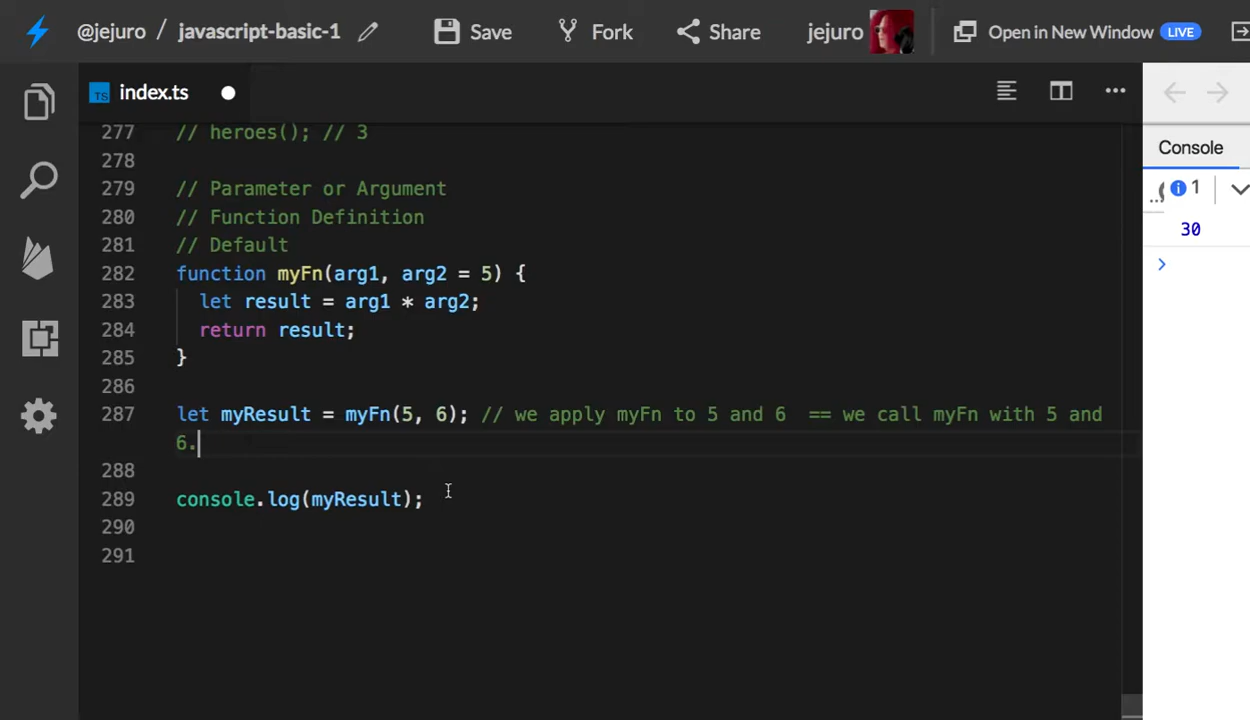 @jejuro / javascript-basic-1 Save Fork Share jejuro Open in New Window LIVE
TS index.ts
Console
277 // heroes(); // 3
1
278
279 // Parameter or Argument
280 // Function Definition
30
281 // Default
282 function myFn(arg1, arg2 = 5) {
283 let result = arg1 * arg2;
284 return result;
285 }
286
287 let myResult = myFn(5, 6); // we apply myFn to 5 and 6 == we call myFn with 5 and
6.
288
289 console.log(myResult);
290
291